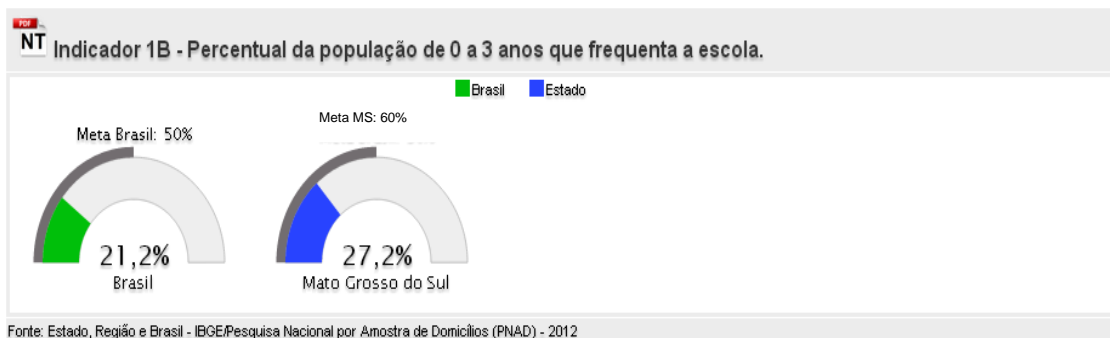 PDF
NT
Indicador 1B - Percentual da população de 0 a 3 anos que frequenta a escola.
Brasil
Estado
Meta Brasil: 50%
Meta MS: 60%
21,2%
Brasil
27,2%
Mato Grosso do Sul
Fonte: Estado, Região e Brasil - IBGE/Pesquisa Nacional por Amostra de Domicílios (PNAD) - 2012